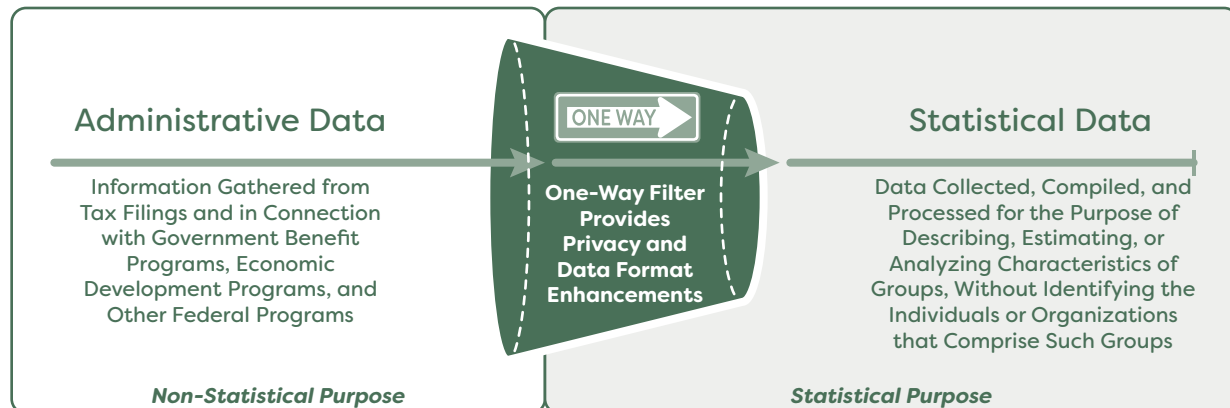 Administrative Data
Information Gathered from
Tax Filings and in Connection
with Government Benefit
Programs, Economic
Development Programs, and
Other Federal Programs
Non-Statistical Purpose
ONE WAY
One-Way Filter
Provides
Privacy and
Data Format
Enhancements
Statistical Data
Data Collected, Compiled, and
Processed for the Purpose of
Describing, Estimating, or
Analyzing Characteristics of
Groups, Without Identifying the
Individuals or Organizations
that Comprise Such Groups
Statistical Purpose